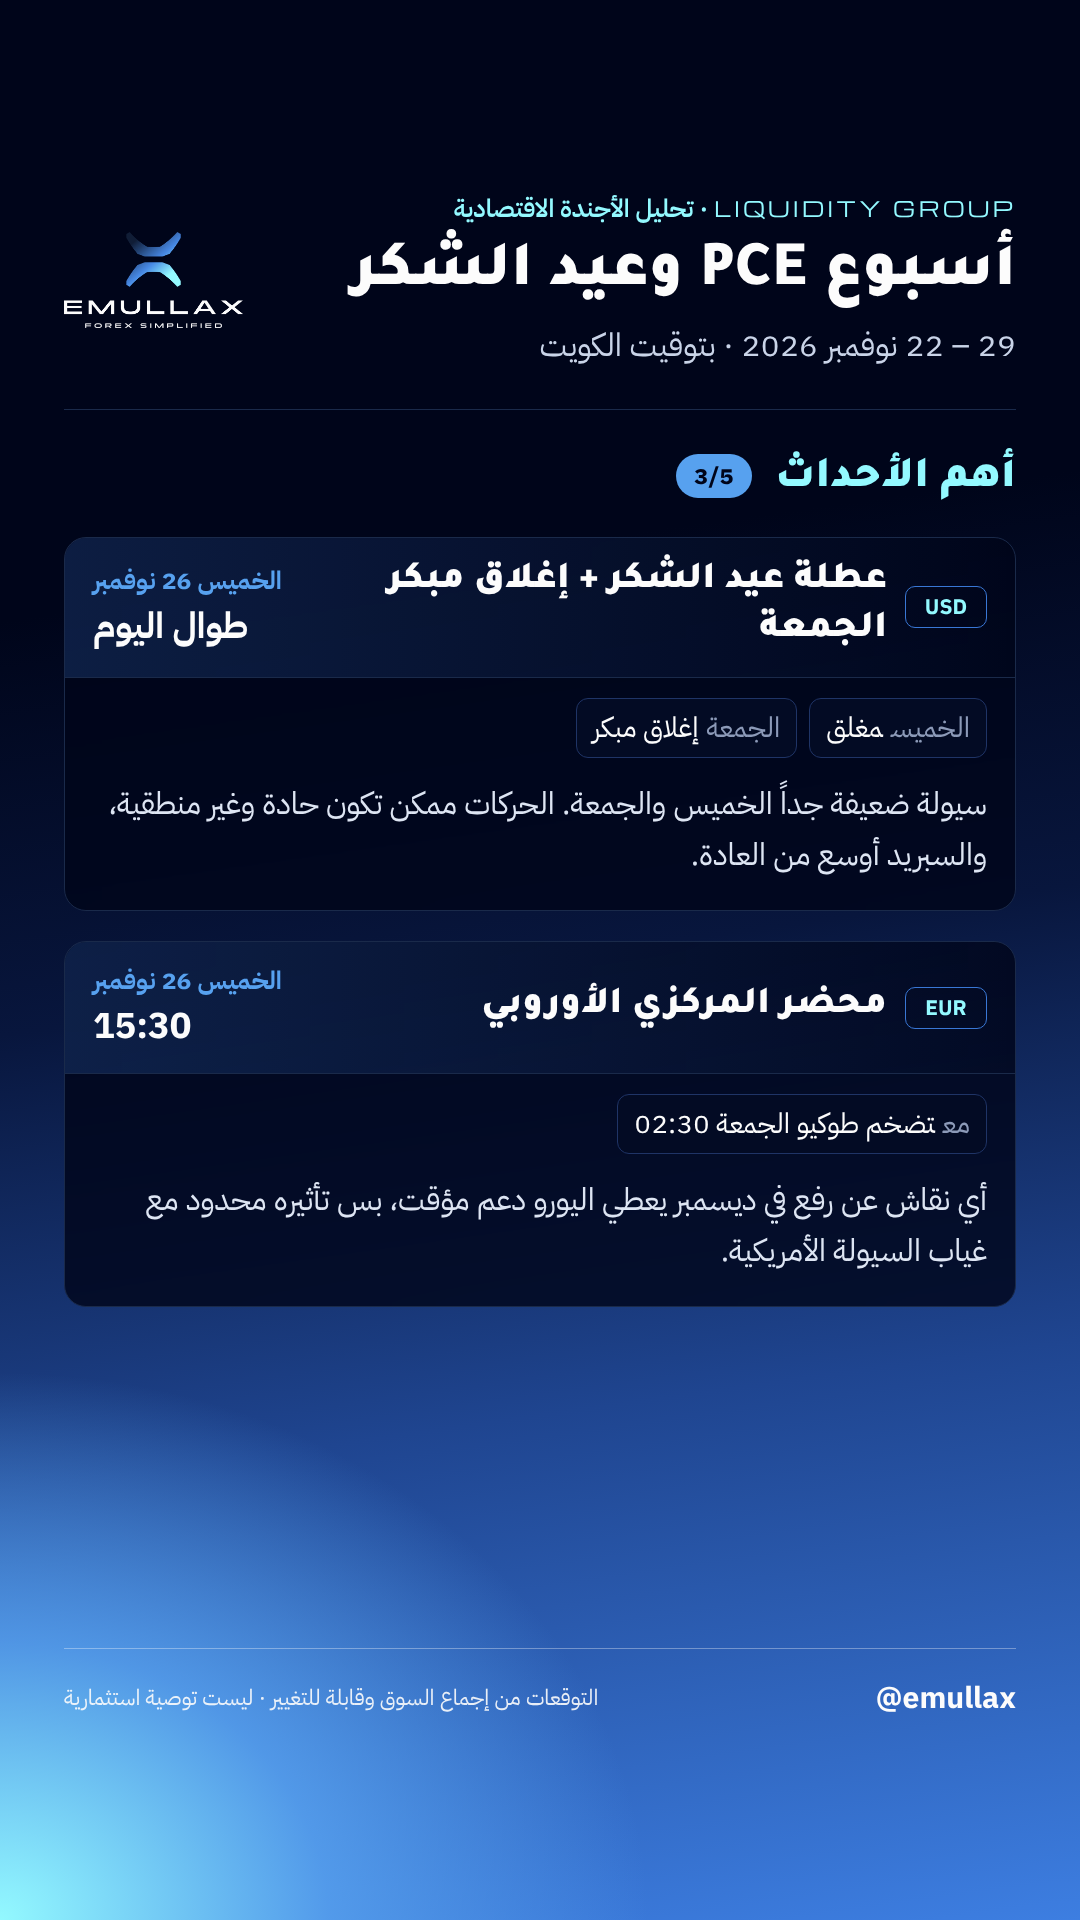 LIQUIDITY GROUP · تحليل الأجندة الاقتصادية
أسبوع PCE وعيد الشكر
29 – 22 نوفمبر 2026 · بتوقيت الكويت
EMULLAX
FOREX SIMPLIFIED
أهم الأحداث 3/5
USD
عطلة عيد الشكر + إغلاق مبكر
الجمعة
الخميس 26 نوفمبر
طوال اليوم
الخميس مغلق
الجمعة إغلاق مبكر
سيولة ضعيفة جداً الخميس والجمعة. الحركات ممكن تكون حادة وغير منطقية،
والسبريد أوسع من العادة.
EUR
محضر المركزي الأوروبي
الخميس 26 نوفمبر
15:30
مع تضخم طوكيو الجمعة 02:30
أي نقاش عن رفع في ديسمبر يعطي اليورو دعم مؤقت، بس تأثيره محدود مع
غياب السيولة الأمريكية.
@emullax
التوقعات من إجماع السوق وقابلة للتغيير · ليست توصية استثمارية